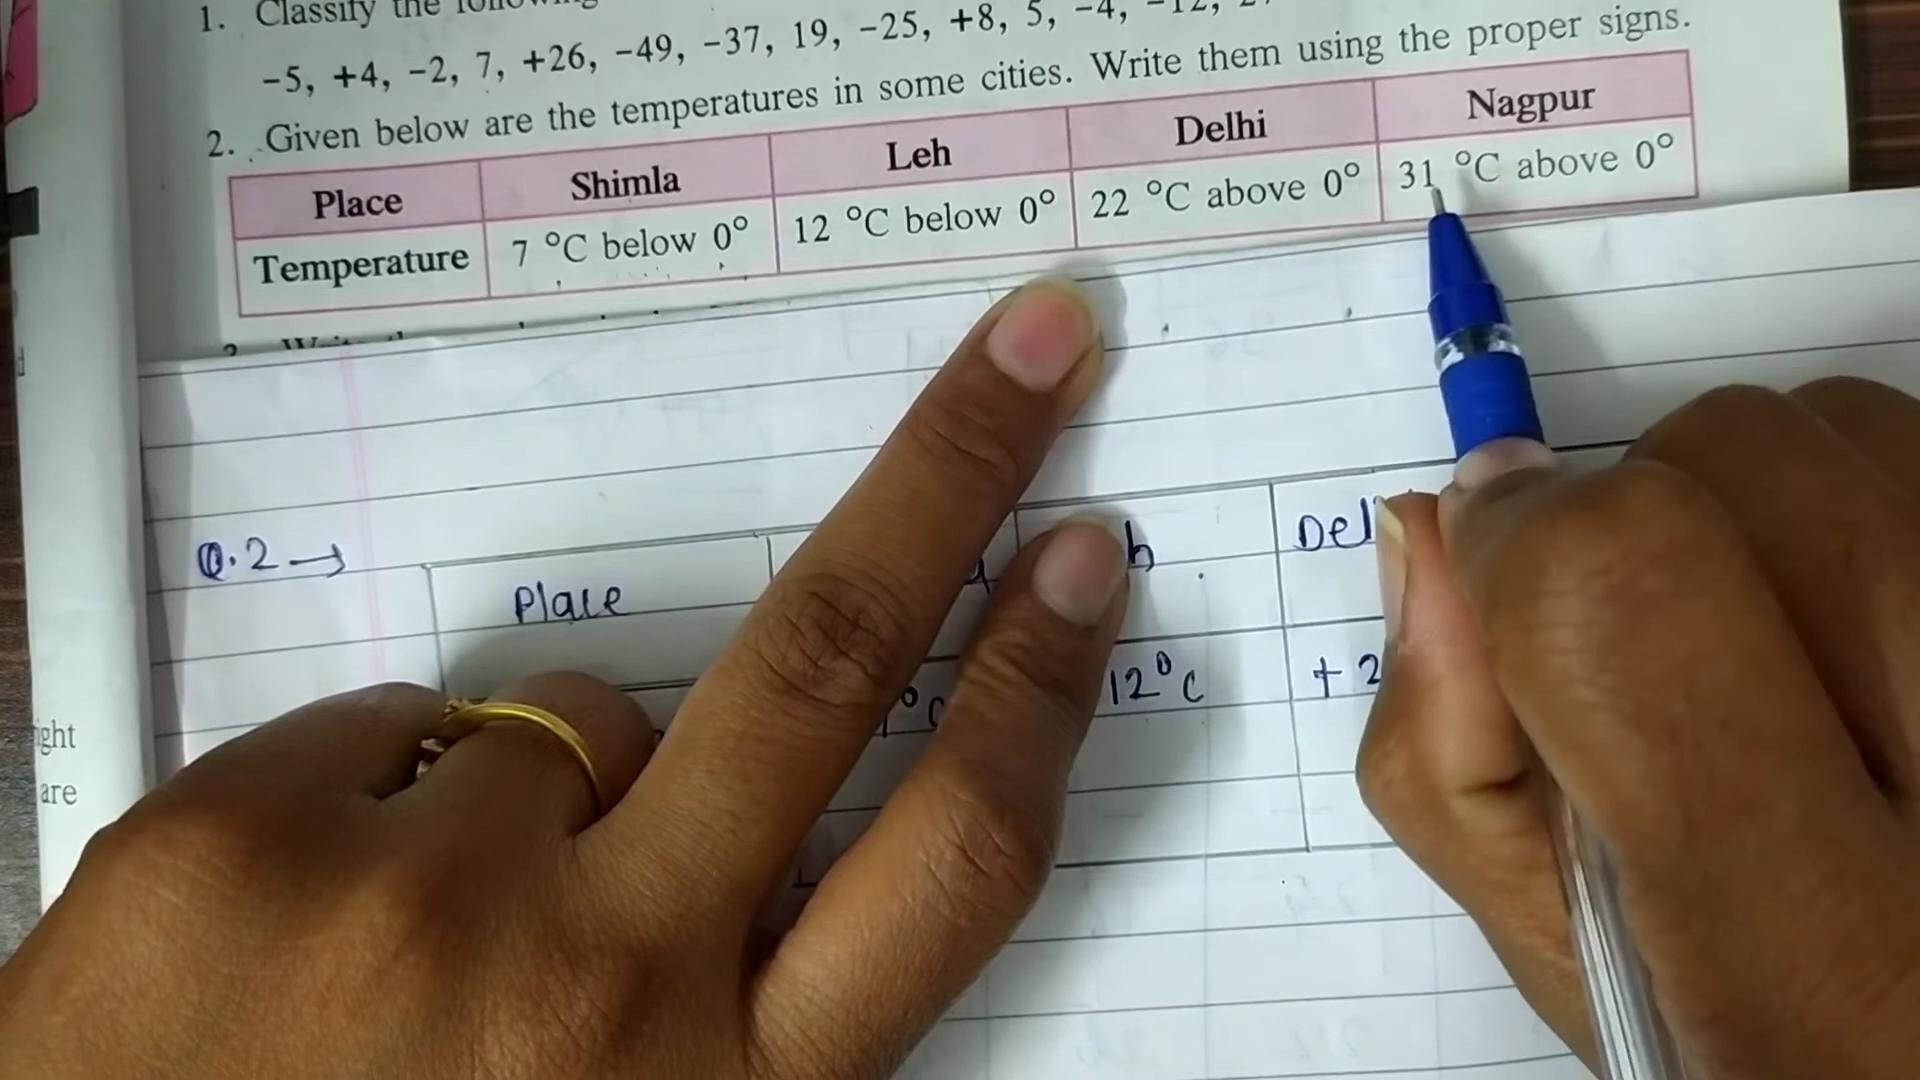 1. Classify the
-5, +4, -2, 7, +26, -49, -37, 19, -25, +8, 5, -4, -12,
2. Given below are the temperatures in some cities. Write them using the proper signs.
Place Shimla Leh Delhi Nagpur
Temperature 7 °C below 0° 12 °C below 0° 22 °C above 0° 31 °C above 0°
ight
are
Q.2 → Place h Del
°C 12°C + 2